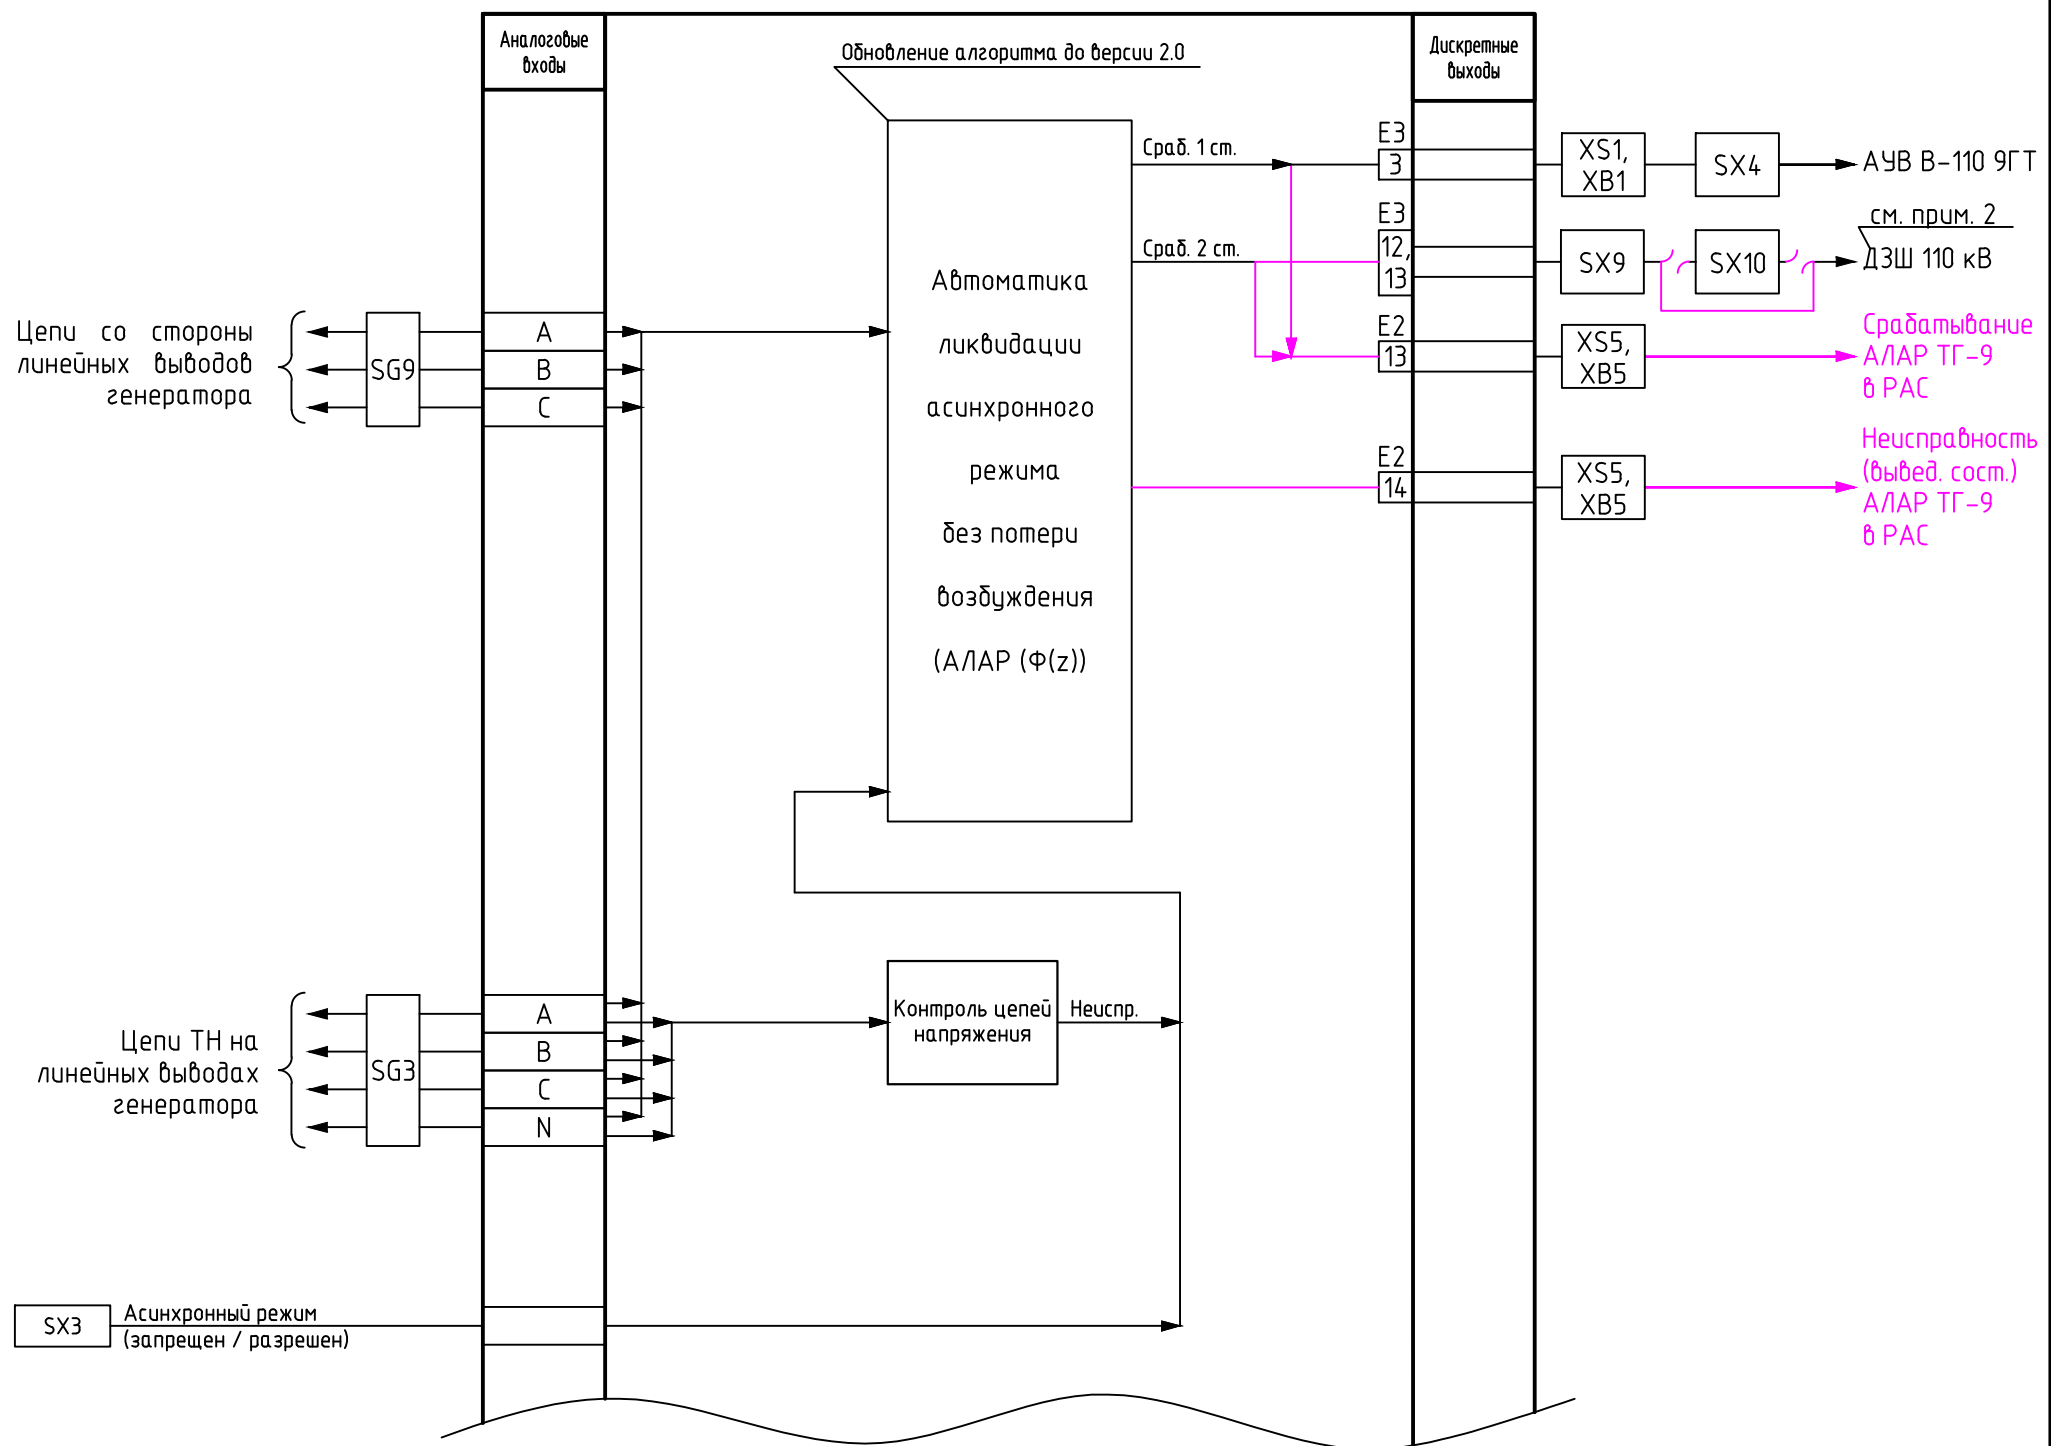 Аналоговые
входы
Обновление алгоритма до версии 2.0
Дискретные
выходы
Автоматика
ликвидации
асинхронного
режима
без потери
возбуждения
(АЛАР (Ф(z))
Сраб. 1 ст.
E3
3
XS1,
XB1
SX4
АУВ В-110 9ГТ
Сраб. 2 ст.
E3
12,
13
SX9
SX10
см. прим. 2
ДЗШ 110 кВ
E2
13
XS5,
XB5
Срабатывание
АЛАР ТГ-9
в РАС
E2
14
XS5,
XB5
Неисправность
(вывед. сост.)
АЛАР ТГ-9
в РАС
Цепи со стороны
линейных выводов
генератора
SG9
A
B
C
Цепи ТН на
линейных выводах
генератора
SG3
A
B
C
N
Контроль цепей
напряжения
Неиспр.
SX3
Асинхронный режим
(запрещен / разрешен)